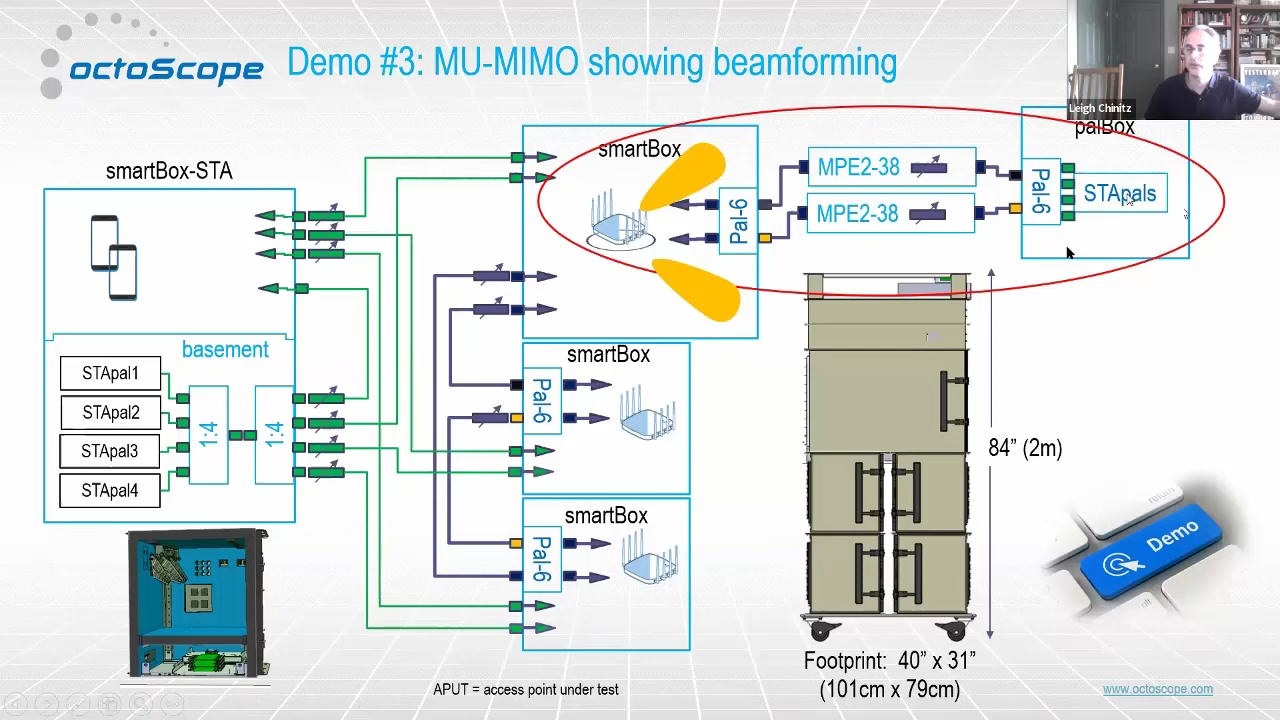 octoScope
Demo #3: MU-MIMO showing beamforming
Leigh Chinitz
palBox
smartBox-STA
smartBox
MPE2-38
MPE2-38
Pal-6
Pal-6
STApals
basement
STApal1
STApal2
STApal3
STApal4
1:4
1:4
smartBox
Pal-6
smartBox
Pal-6
84” (2m)
return
Demo
alt
Footprint: 40” x 31”
(101cm x 79cm)
APUT = access point under test
www.octoscope.com